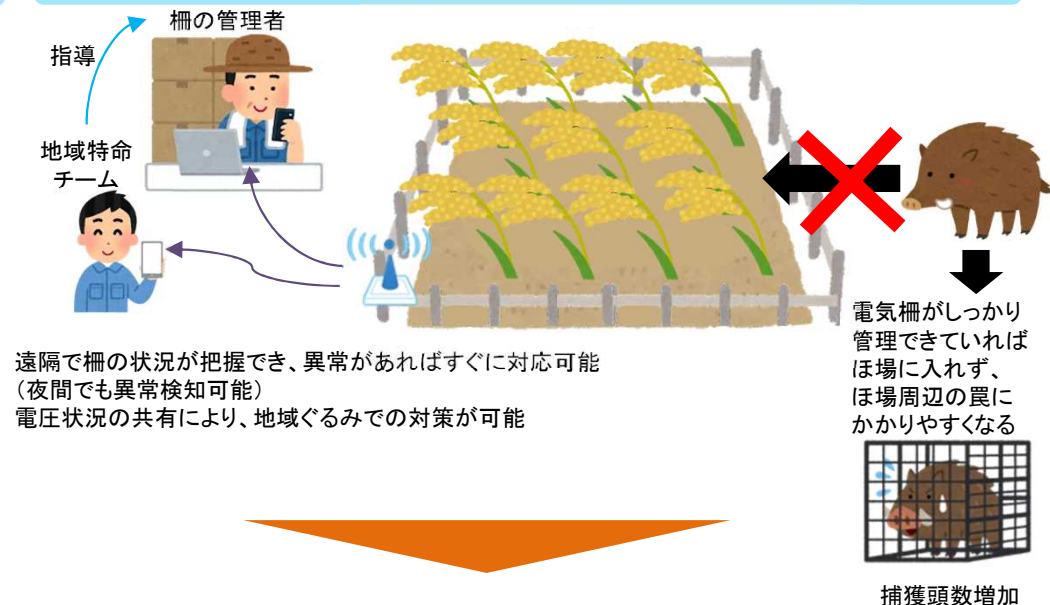 柵の管理者
指導
地域特命
チーム
遠隔で柵の状況が把握でき、異常があればすぐに対応可能
(夜間でも異常検知可能)
電圧状況の共有により、地域ぐるみでの対策が可能
電気柵がしっかり
管理できていれば
ほ場に入れず、
ほ場周辺の罠に
かかりやすくなる
捕獲頭数増加